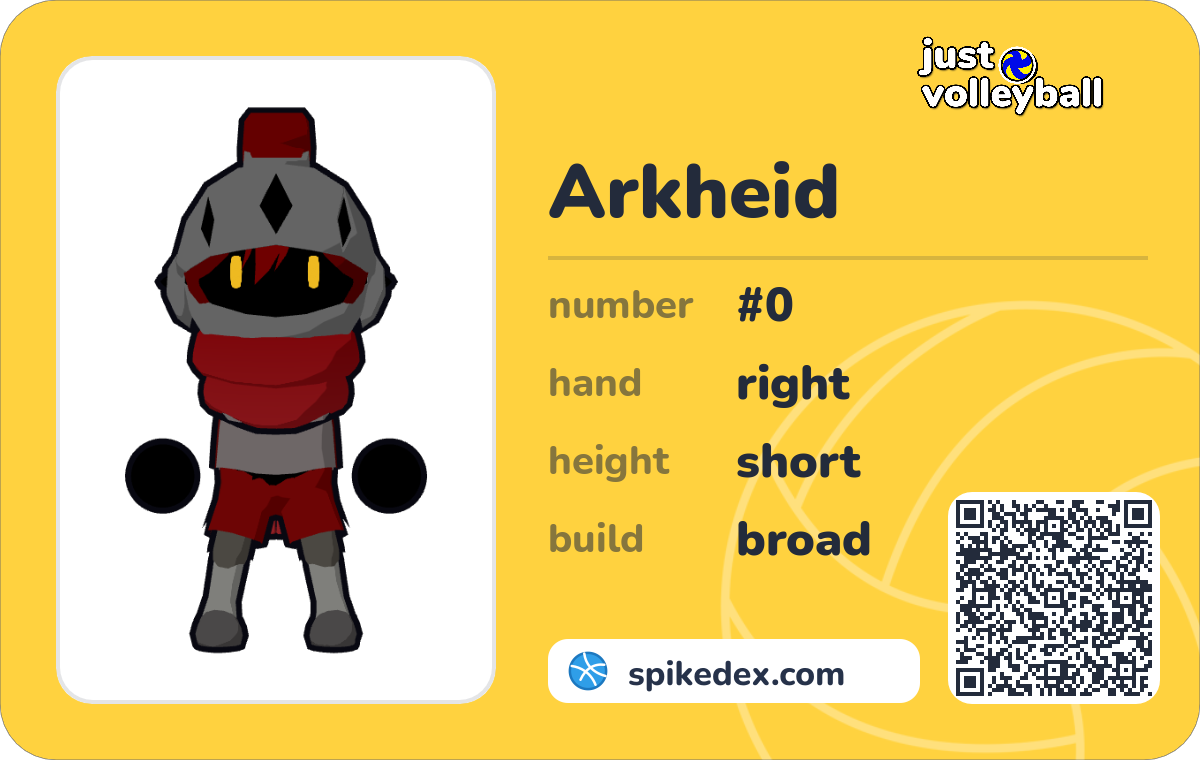 just
volleyball
Arkheid
number #0
hand right
height short
build broad
spikedex.com